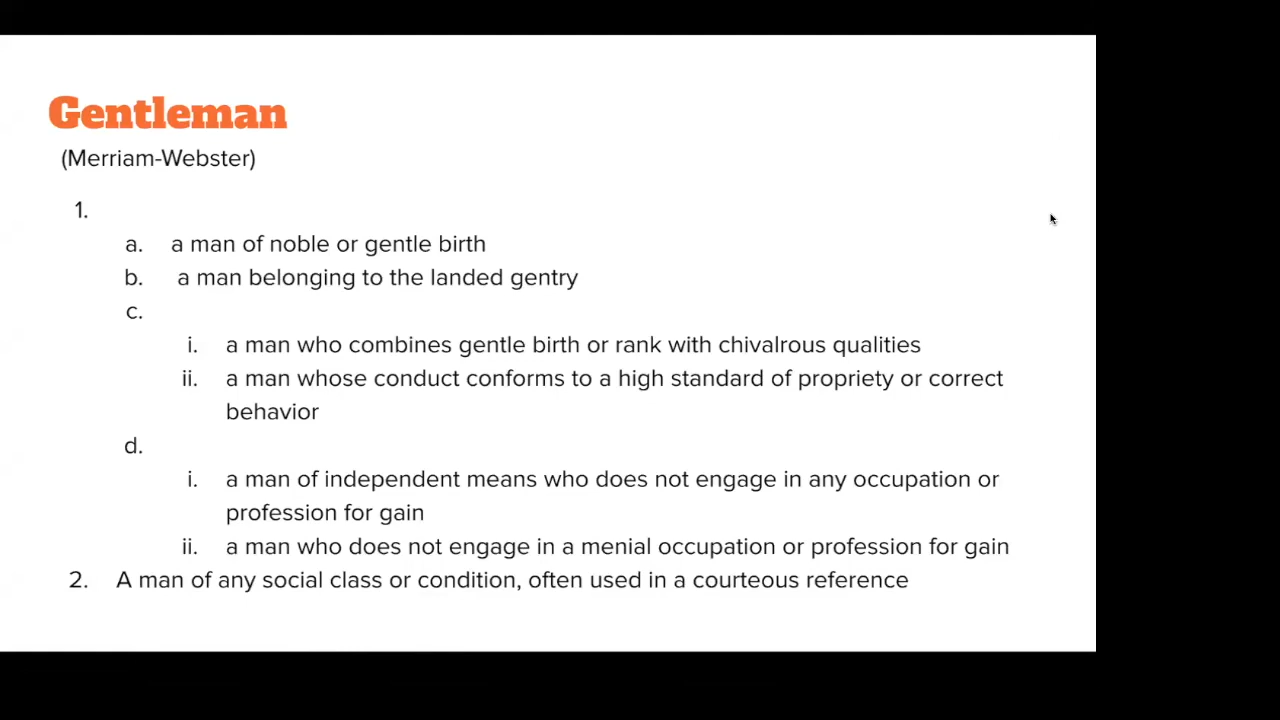 Gentleman
(Merriam-Webster)
1.
a. a man of noble or gentle birth
b. a man belonging to the landed gentry
c.
i. a man who combines gentle birth or rank with chivalrous qualities
ii. a man whose conduct conforms to a high standard of propriety or correct
behavior
d.
i. a man of independent means who does not engage in any occupation or
profession for gain
ii. a man who does not engage in a menial occupation or profession for gain
2. A man of any social class or condition, often used in a courteous reference